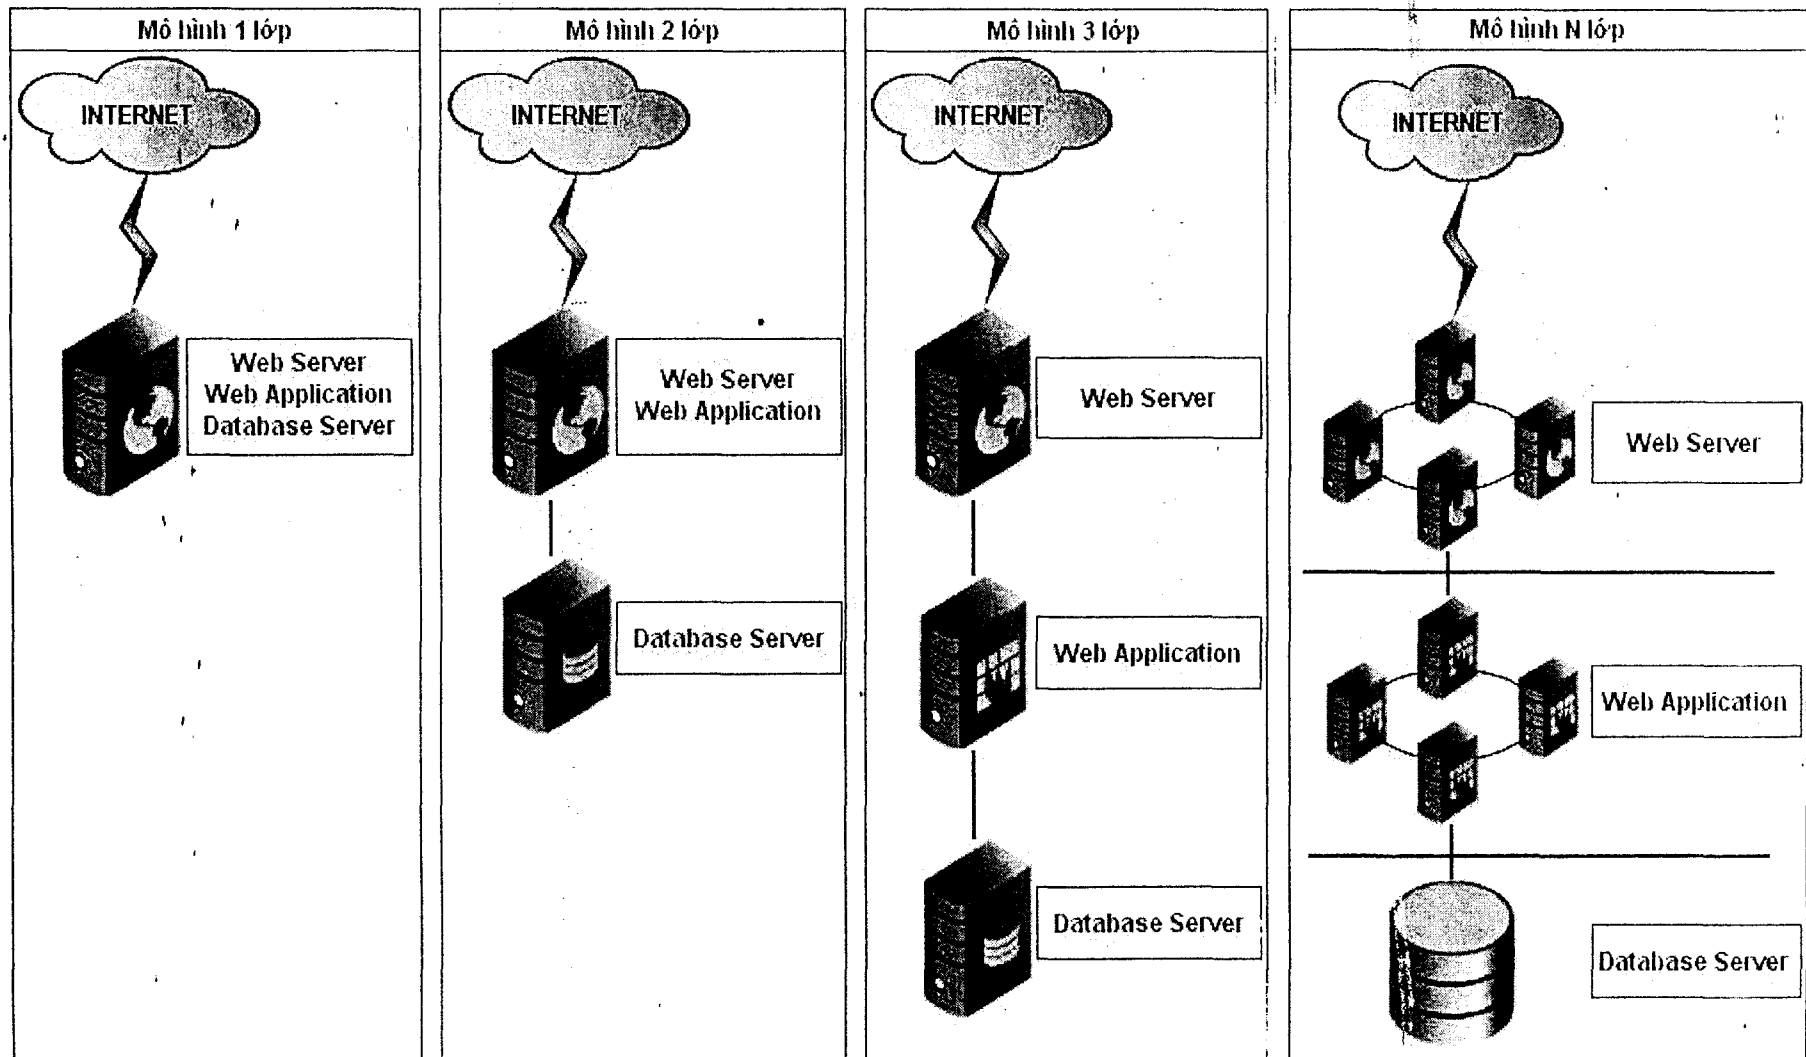 Mô hình 1 lớp
INTERNET
Web Server
Web Application
Database Server
Mô hình 2 lớp
INTERNET
Web Server
Web Application
Database Server
Mô hình 3 lớp
INTERNET
Web Server
Web Application
Database Server
Mô hình N lớp
INTERNET
Web Server
Web Application
Database Server